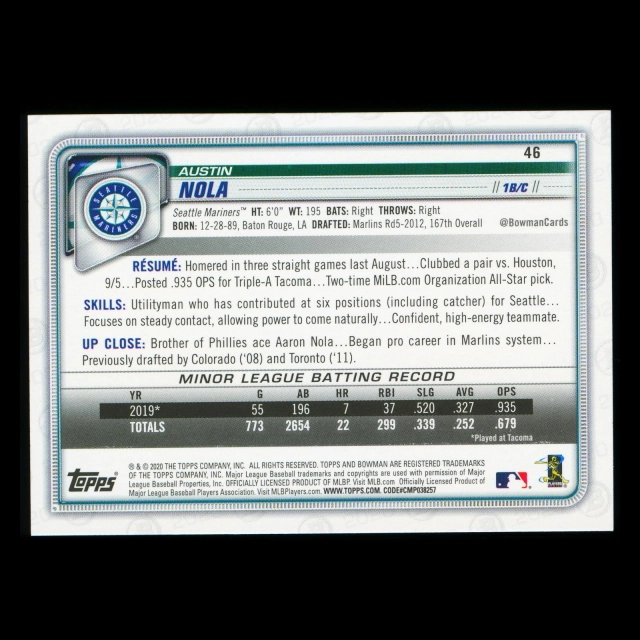 46
AUSTIN
NOLA
// 1B/C //
SEATTLE
MARINERS
Seattle Mariners™ HT: 6'0" WT: 195 BATS: Right THROWS: Right
BORN: 12-28-89, Baton Rouge, LA DRAFTED: Marlins Rd5-2012, 167th Overall @BowmanCards
RÉSUMÉ: Homered in three straight games last August...Clubbed a pair vs. Houston,
9/5...Posted .935 OPS for Triple-A Tacoma...Two-time MiLB.com Organization All-Star pick.
SKILLS: Utilityman who has contributed at six positions (including catcher) for Seattle...
Focuses on steady contact, allowing power to come naturally...Confident, high-energy teammate.
UP CLOSE: Brother of Phillies ace Aaron Nola...Began pro career in Marlins system...
Previously drafted by Colorado ('08) and Toronto ('11).
MINOR LEAGUE BATTING RECORD
YR G AB HR RBI SLG AVG OPS
2019* 55 196 7 37 .520 .327 .935
TOTALS 773 2654 22 299 .339 .252 .679
*Played at Tacoma
Topps
® & © 2020 THE TOPPS COMPANY, INC. ALL RIGHTS RESERVED. TOPPS AND BOWMAN ARE REGISTERED TRADEMARKS
OF THE TOPPS COMPANY, INC. OFFICIALLY LICENSED PRODUCT OF MLBP. Visit MLB.com Officially Licensed Product of
Major League Baseball Properties, Inc. Major League Baseball trademarks and copyrights are used with permission of Major
League Baseball Players Association. Visit MLBPlayers.com. WWW.TOPPS.COM. CODE#CMP038257